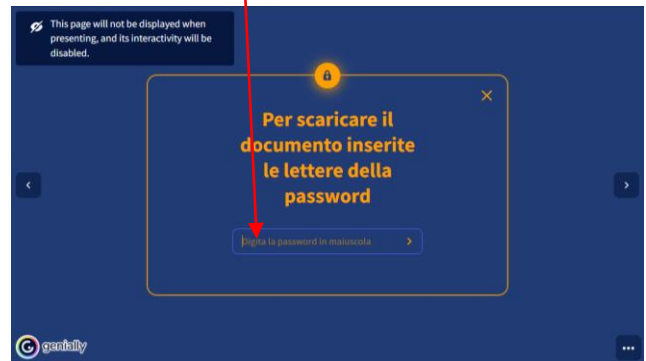 This page will not be displayed when
presenting, and its interactivity will be
disabled.
Per scaricare il
documento inserite
le lettere della
password
Digita la password in maiuscola
genially